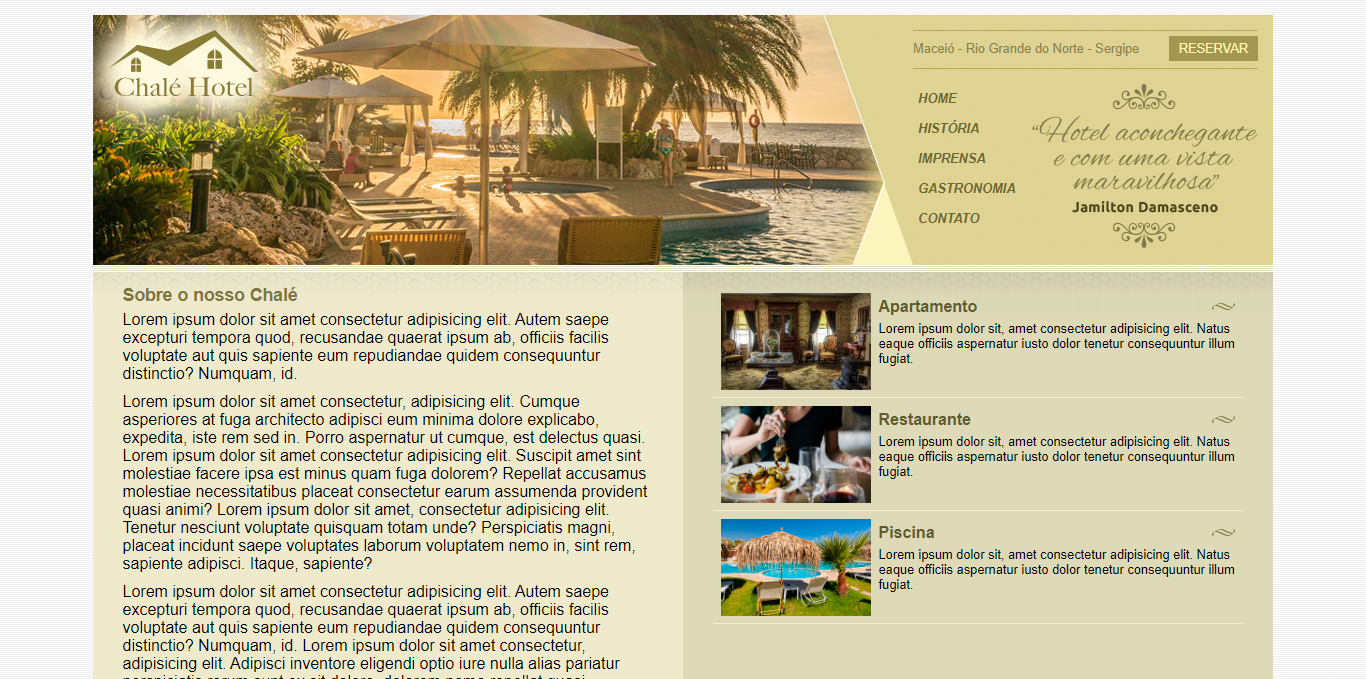 Chalé Hotel
Maceió - Rio Grande do Norte - Sergipe
RESERVAR
HOME
HISTÓRIA
IMPRENSA
GASTRONOMIA
CONTATO
“Hotel aconchegante
e com uma vista
maravilhosa”
Jamilton Damasceno
Sobre o nosso Chalé
Lorem ipsum dolor sit amet consectetur adipisicing elit. Autem saepe
excepturi tempora quod, recusandae quaerat ipsum ab, officiis facilis
voluptate aut quis sapiente eum repudiandae quidem consequuntur
distinctio? Numquam, id.
Lorem ipsum dolor sit amet consectetur, adipisicing elit. Cumque
asperiores at fuga architecto adipisci eum minima dolore explicabo,
expedita, iste rem sed in. Porro aspernatur ut cumque, est delectus quasi.
Lorem ipsum dolor sit amet consectetur adipisicing elit. Suscipit amet sint
molestiae facere ipsa est minus quam fuga dolorem? Repellat accusamus
molestiae necessitatibus placeat consectetur earum assumenda provident
quasi animi? Lorem ipsum dolor sit amet, consectetur adipisicing elit.
Tenetur nesciunt voluptate quisquam totam unde? Perspiciatis magni,
placeat incidunt saepe voluptates laborum voluptatem nemo in, sint rem,
sapiente adipisci. Itaque, sapiente?
Lorem ipsum dolor sit amet consectetur adipisicing elit. Autem saepe
excepturi tempora quod, recusandae quaerat ipsum ab, officiis facilis
voluptate aut quis sapiente eum repudiandae quidem consequuntur
distinctio? Numquam, id. Lorem ipsum dolor sit amet consectetur,
adipisicing elit. Adipisci inventore eligendi optio iure nulla alias pariatur
Apartamento
Lorem ipsum dolor sit, amet consectetur adipisicing elit. Natus
eaque officiis aspernatur iusto dolor tenetur consequuntur illum
fugiat.
Restaurante
Lorem ipsum dolor sit, amet consectetur adipisicing elit. Natus
eaque officiis aspernatur iusto dolor tenetur consequuntur illum
fugiat.
Piscina
Lorem ipsum dolor sit, amet consectetur adipisicing elit. Natus
eaque officiis aspernatur iusto dolor tenetur consequuntur illum
fugiat.